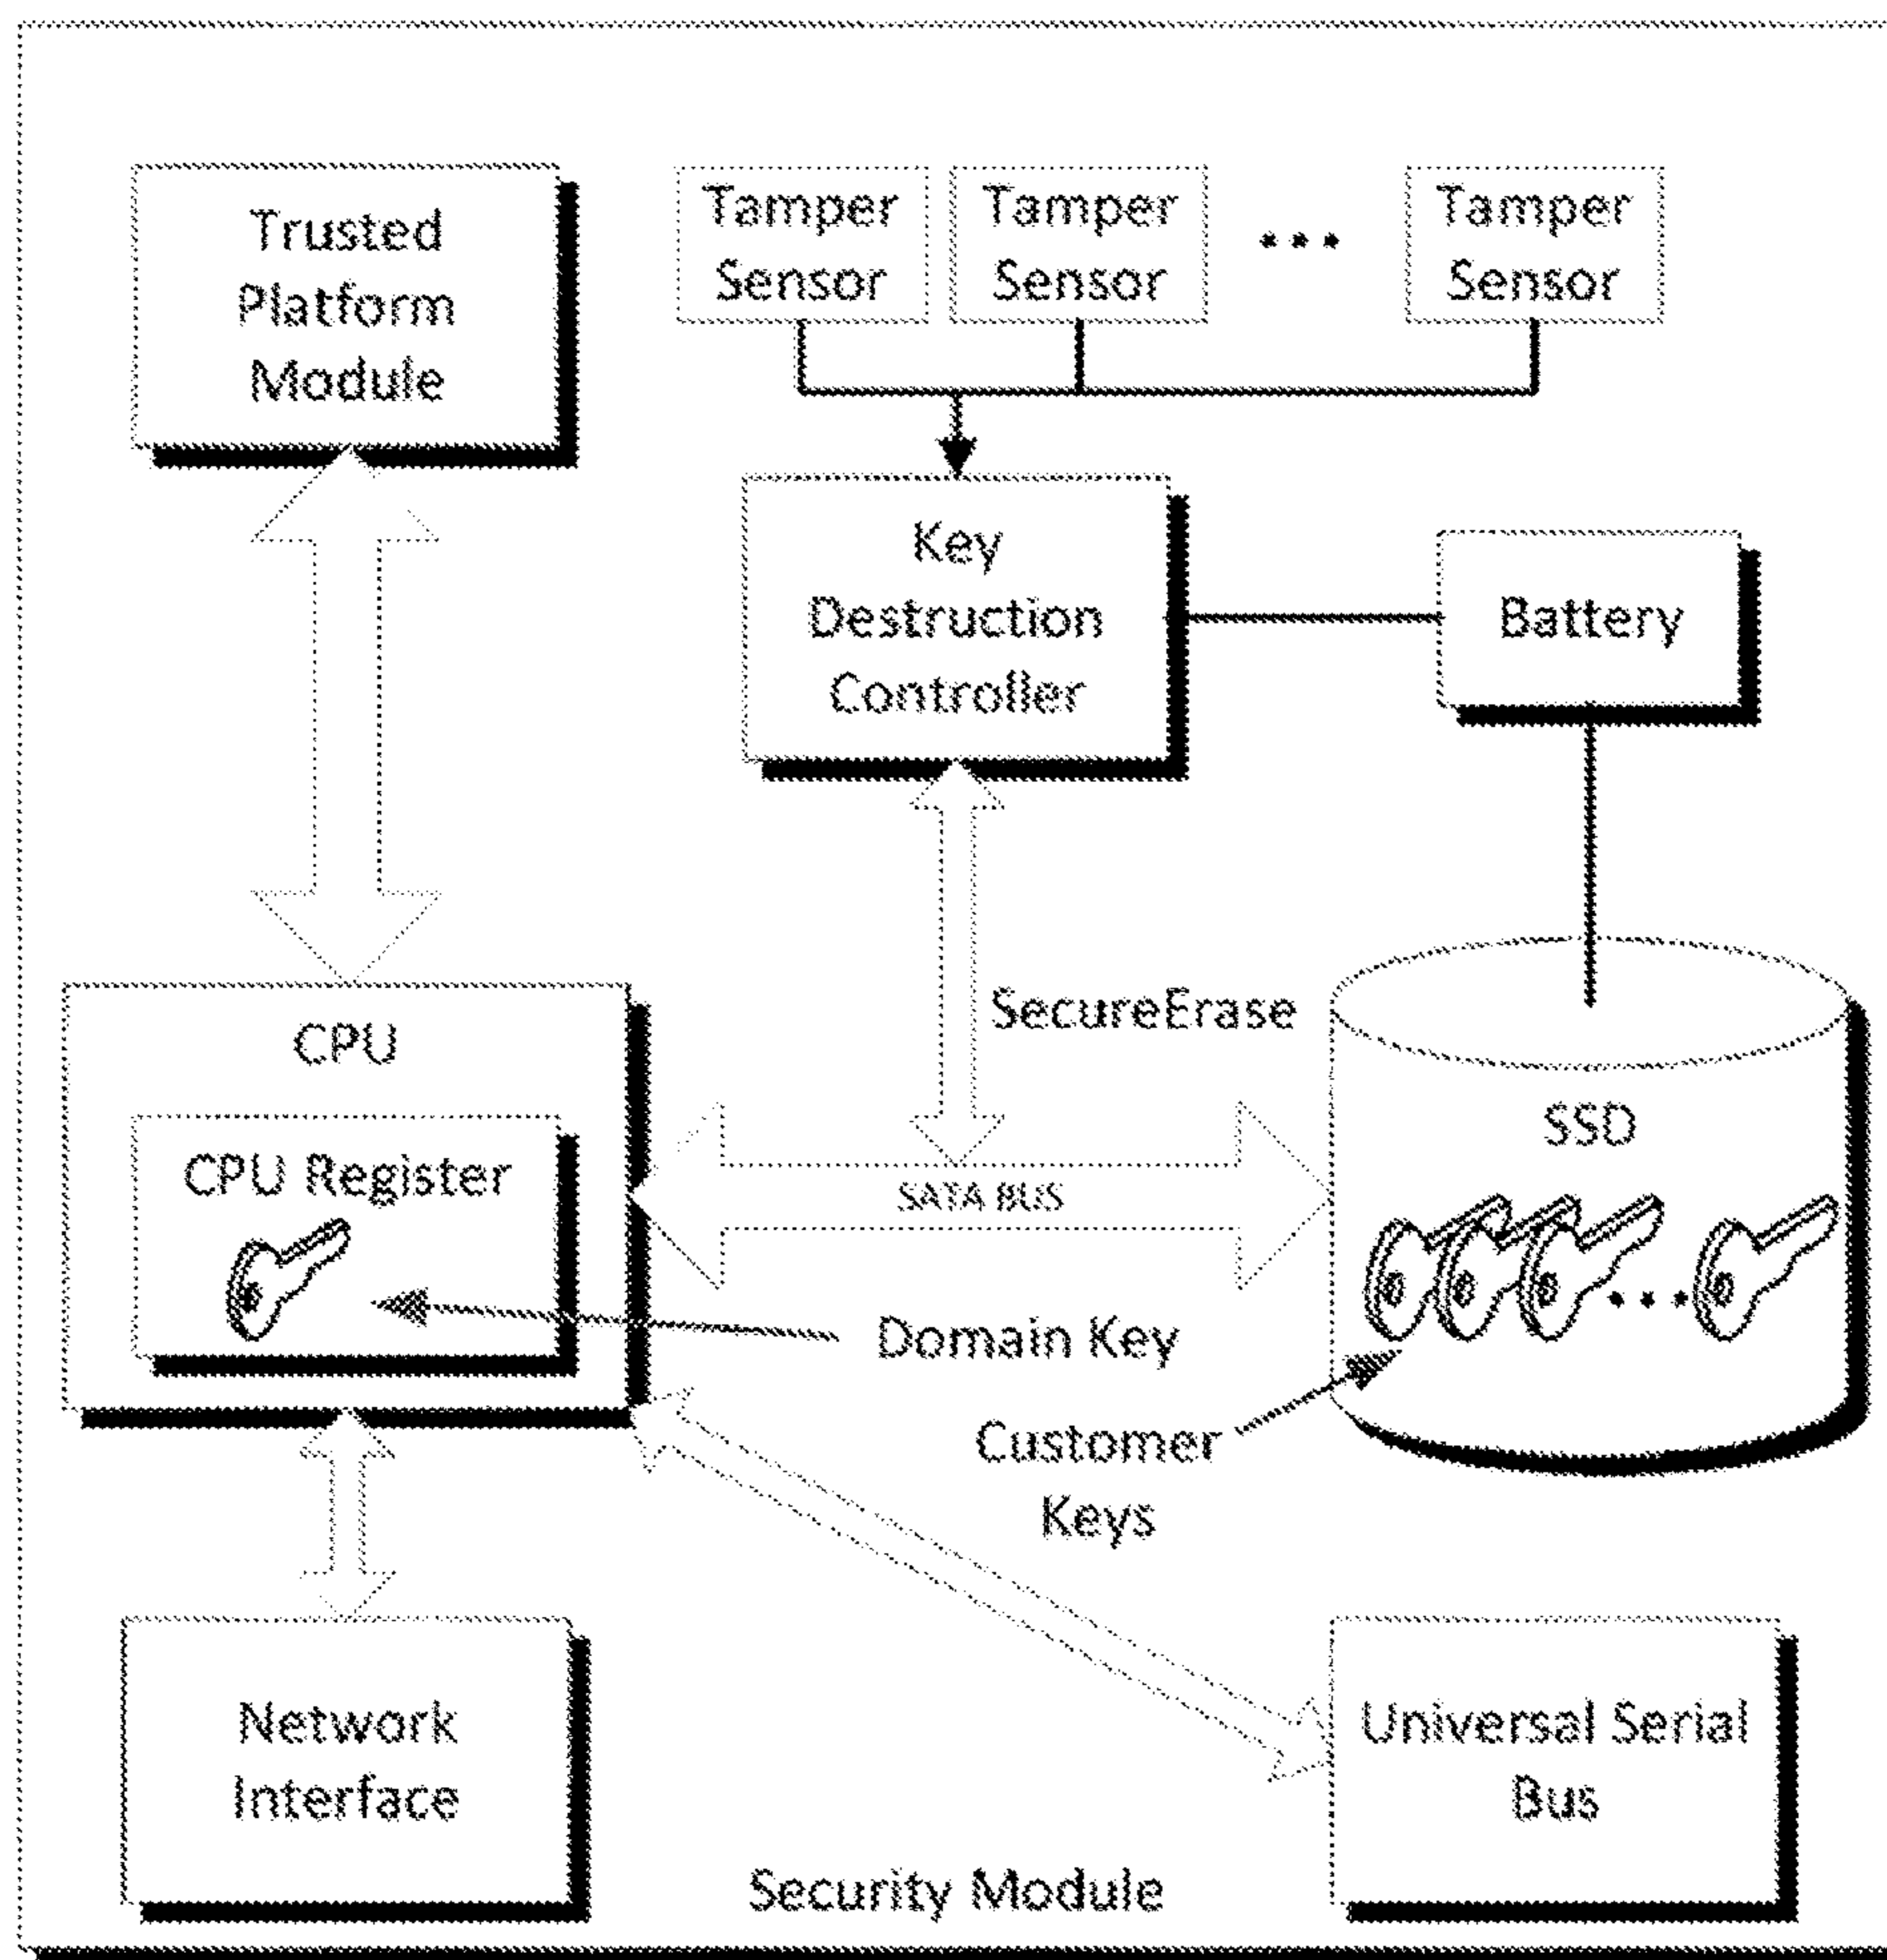 Trusted
Platform
Module
Tamper
Sensor
Tamper
Sensor
...
Tamper
Sensor
Key
Destruction
Controller
Battery
SecureErase
CPU
CPU Register
SATA BUS
SSD
...
Domain Key
Customer
Keys
Network
Interface
Universal Serial
Bus
Security Module